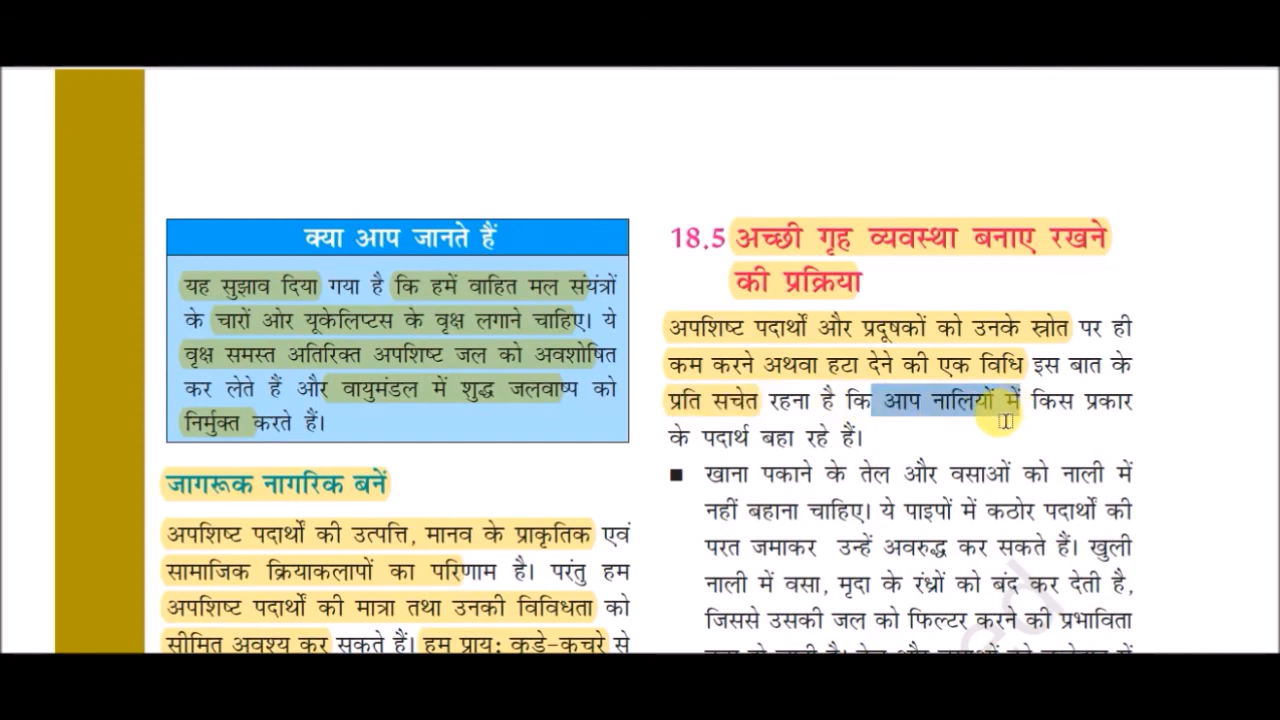 क्या आप जानते हैं
यह सुझाव दिया गया है कि हमें वाहित मल संयंत्रों
के चारों ओर यूकेलिप्टस के वृक्ष लगाने चाहिए। ये
वृक्ष समस्त अतिरिक्त अपशिष्ट जल को अवशोषित
कर लेते हैं और वायुमंडल में शुद्ध जलवाष्प को
निर्मुक्त करते हैं।
जागरूक नागरिक बनें
अपशिष्ट पदार्थों की उत्पत्ति, मानव के प्राकृतिक एवं
सामाजिक क्रियाकलापों का परिणाम है। परंतु हम
अपशिष्ट पदार्थों की मात्रा तथा उनकी विविधता को
सीमित अवश्य कर सकते हैं। हम प्राय: कूड़े-कचरे से
18.5 अच्छी गृह व्यवस्था बनाए रखने
की प्रक्रिया
अपशिष्ट पदार्थों और प्रदूषकों को उनके स्रोत पर ही
कम करने अथवा हटा देने की एक विधि इस बात के
प्रति सचेत रहना है कि आप नालियों में किस प्रकार
के पदार्थ बहा रहे हैं।
■ खाना पकाने के तेल और वसाओं को नाली में
नहीं बहाना चाहिए। ये पाइपों में कठोर पदार्थों की
परत जमाकर उन्हें अवरुद्ध कर सकते हैं। खुली
नाली में वसा, मृदा के रंध्रों को बंद कर देती है,
जिससे उसकी जल को फिल्टर करने की प्रभाविता